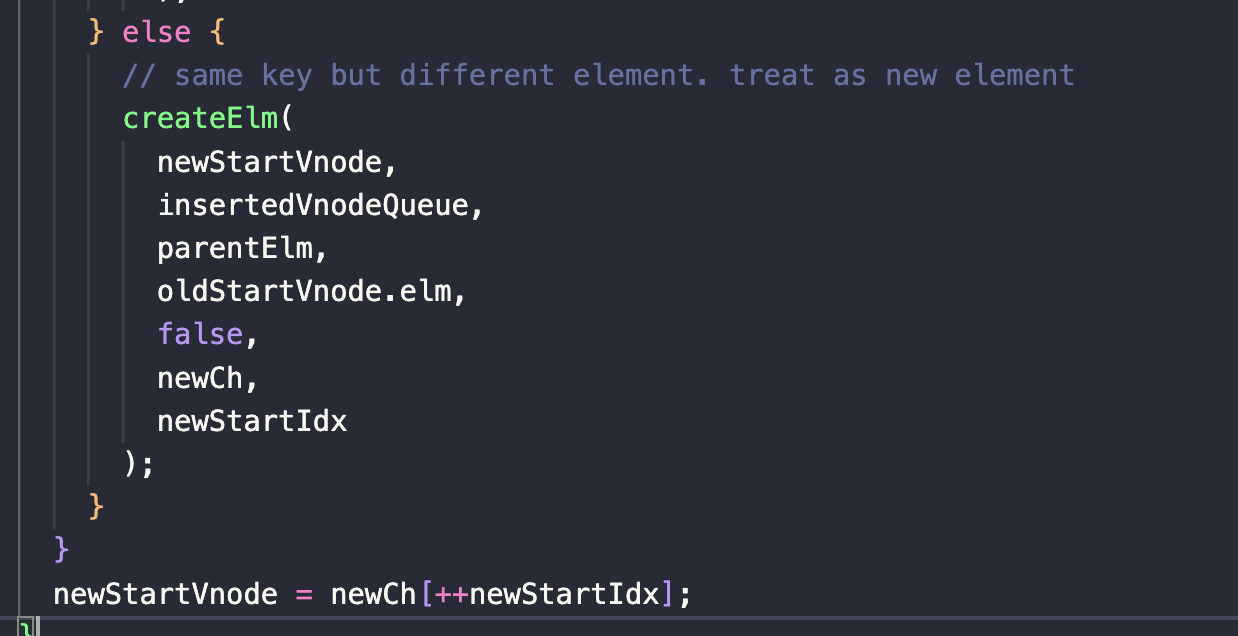 } else {
// same key but different element. treat as new element
createElm(
newStartVnode,
insertedVnodeQueue,
parentElm,
oldStartVnode.elm,
false,
newCh,
newStartIdx
);
}
}
newStartVnode = newCh[++newStartIdx];
}